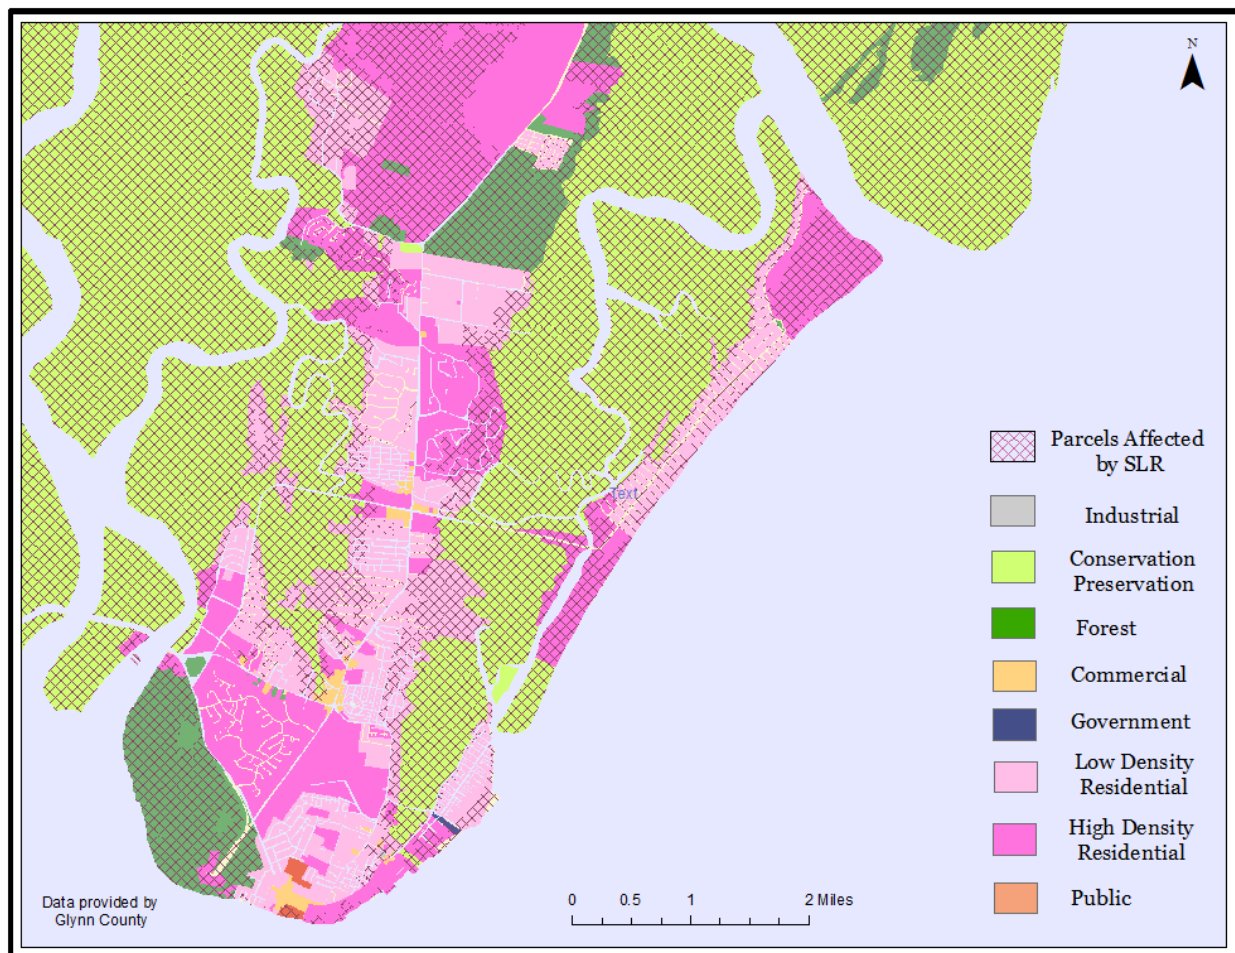 N
Parcels Affected
by SLR
Text
Industrial
Conservation
Preservation
Forest
Commercial
Government
Low Density
Residential
High Density
Residential
Public
Data provided by
Glynn County
0 0.5 1 2 Miles